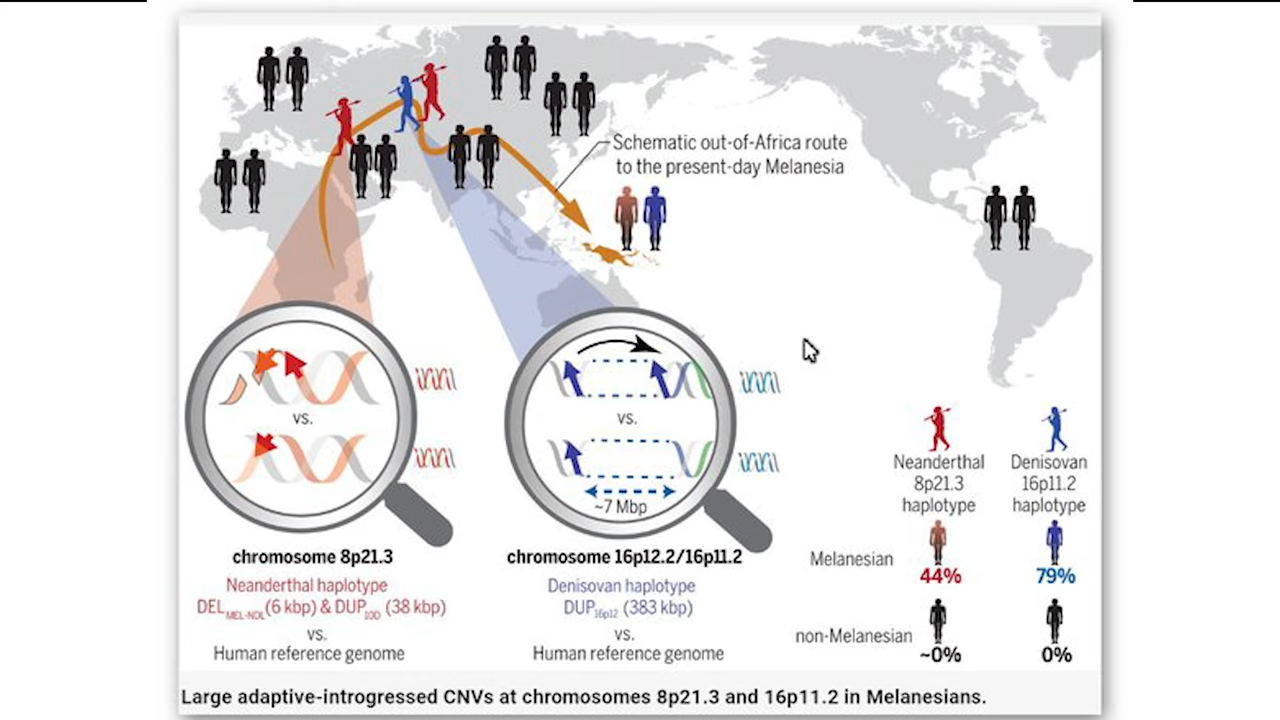 Schematic out-of-Africa route
to the present-day Melanesia
vs.
vs.
~7 Mbp
chromosome 8p21.3
Neanderthal haplotype
DELMEL-NDL(6 kbp) & DUP10D (38 kbp)
vs.
Human reference genome
chromosome 16p12.2/16p11.2
Denisovan haplotype
DUP16p12 (383 kbp)
vs.
Human reference genome
Neanderthal
8p21.3
haplotype
Denisovan
16p11.2
haplotype
Melanesian
44%
79%
non-Melanesian
~0%
0%
Large adaptive-introgressed CNVs at chromosomes 8p21.3 and 16p11.2 in Melanesians.